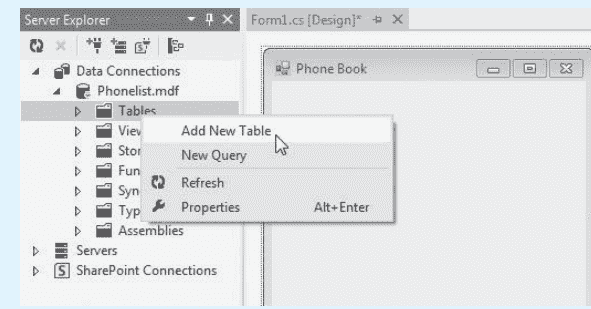 Server Explorer
Form1.cs [Design]*
Data Connections
Phonelist.mdf
Tables
Phone Book
Add New Table
New Query
Refresh
Properties Alt+Enter
Assemblies
Servers
SharePoint Connections